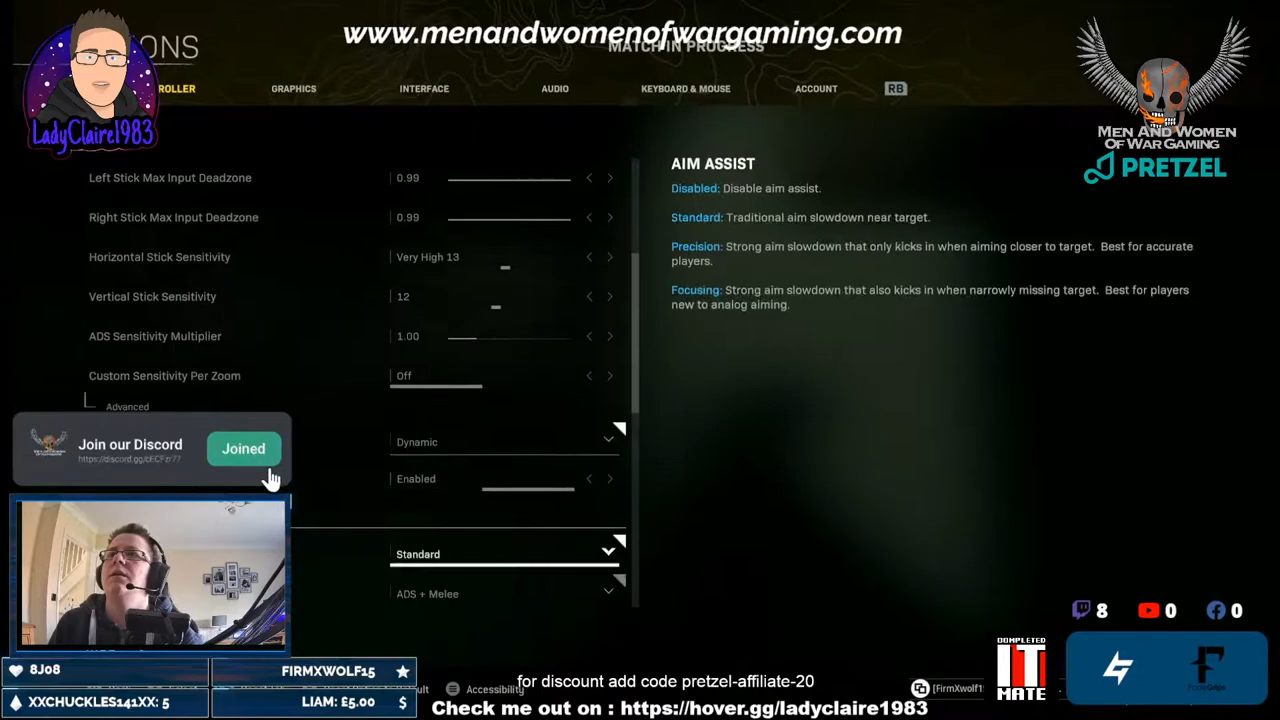 www.menandwomenofwargaming.com
IONS
MATCH IN PROGRESS
ROLLER
GRAPHICS
INTERFACE
AUDIO
KEYBOARD & MOUSE
ACCOUNT
RB
LadyClaire1983
MEN AND WOMEN
OF WAR GAMING
PRETZEL
Left Stick Max Input Deadzone 0.99
Right Stick Max Input Deadzone 0.99
Horizontal Stick Sensitivity Very High 13
Vertical Stick Sensitivity 12
ADS Sensitivity Multiplier 1.00
Custom Sensitivity Per Zoom Off
Advanced
Dynamic
Enabled
Standard
ADS + Melee
AIM ASSIST
Disabled: Disable aim assist.
Standard: Traditional aim slowdown near target.
Precision: Strong aim slowdown that only kicks in when aiming closer to target. Best for accurate
players.
Focusing: Strong aim slowdown that also kicks in when narrowly missing target. Best for players
new to analog aiming.
Join our Discord
Joined
8 0 0
COMPLETED
IT
MATE
8J08
FIRMXWOLF15
XXCHUCKLES141XX: 5
LIAM: £5.00 $
for discount add code pretzel-affiliate-20
Accessibility
[FirmXwolf1
Check me out on : https://hover.gg/ladyclaire1983